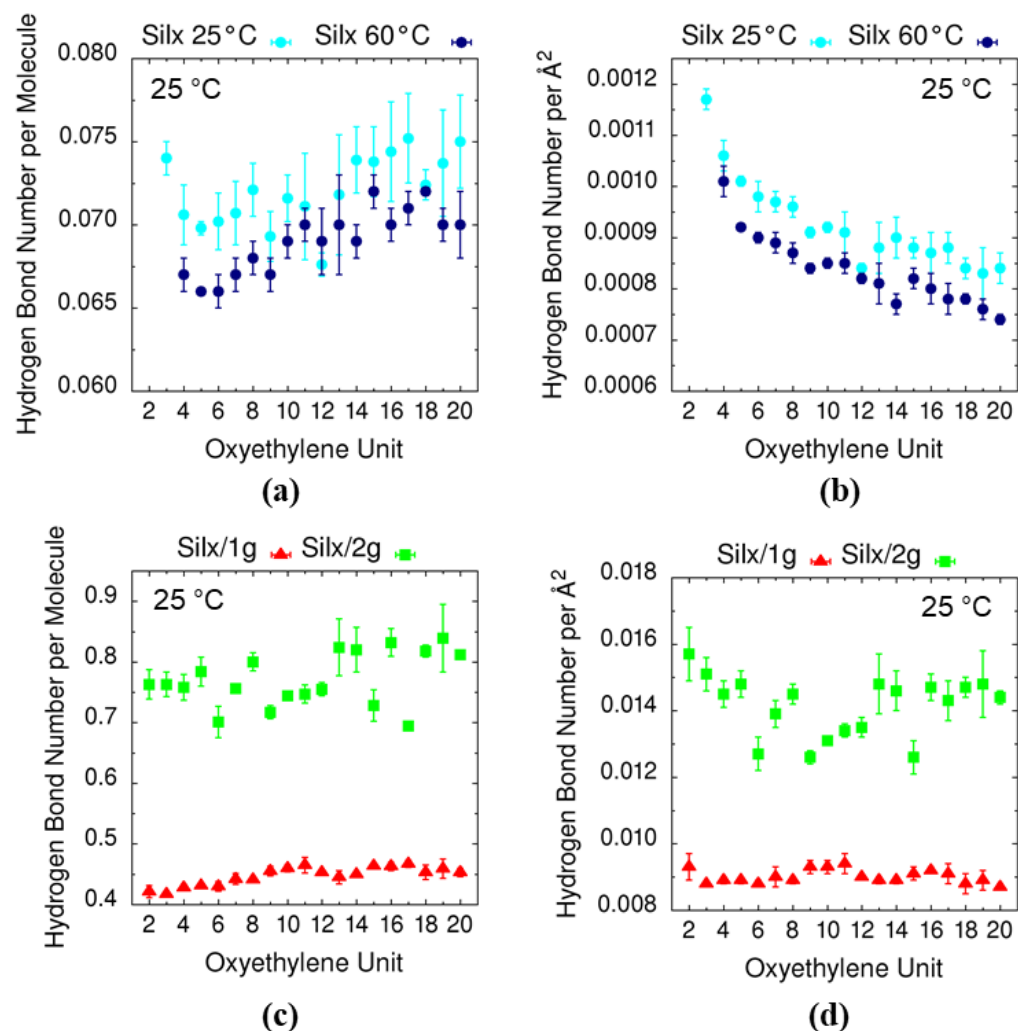 Silx 25°C Silx 60°C
Hydrogen Bond Number per Molecule
0.080
0.075
0.070
0.065
0.060
25 °C
2 4 6 8 10 12 14 16 18 20
Oxyethylene Unit
(a)
Silx 25°C Silx 60°C
Hydrogen Bond Number per Å²
0.0012
0.0011
0.0010
0.0009
0.0008
0.0007
0.0006
25 °C
2 4 6 8 10 12 14 16 18 20
Oxyethylene Unit
(b)
Silx/1g Silx/2g
Hydrogen Bond Number per Molecule
0.9
0.8
0.7
0.6
0.5
0.4
25 °C
2 4 6 8 10 12 14 16 18 20
Oxyethylene Unit
(c)
Silx/1g Silx/2g
Hydrogen Bond Number per Å²
0.018
0.016
0.014
0.012
0.010
0.008
25 °C
2 4 6 8 10 12 14 16 18 20
Oxyethylene Unit
(d)